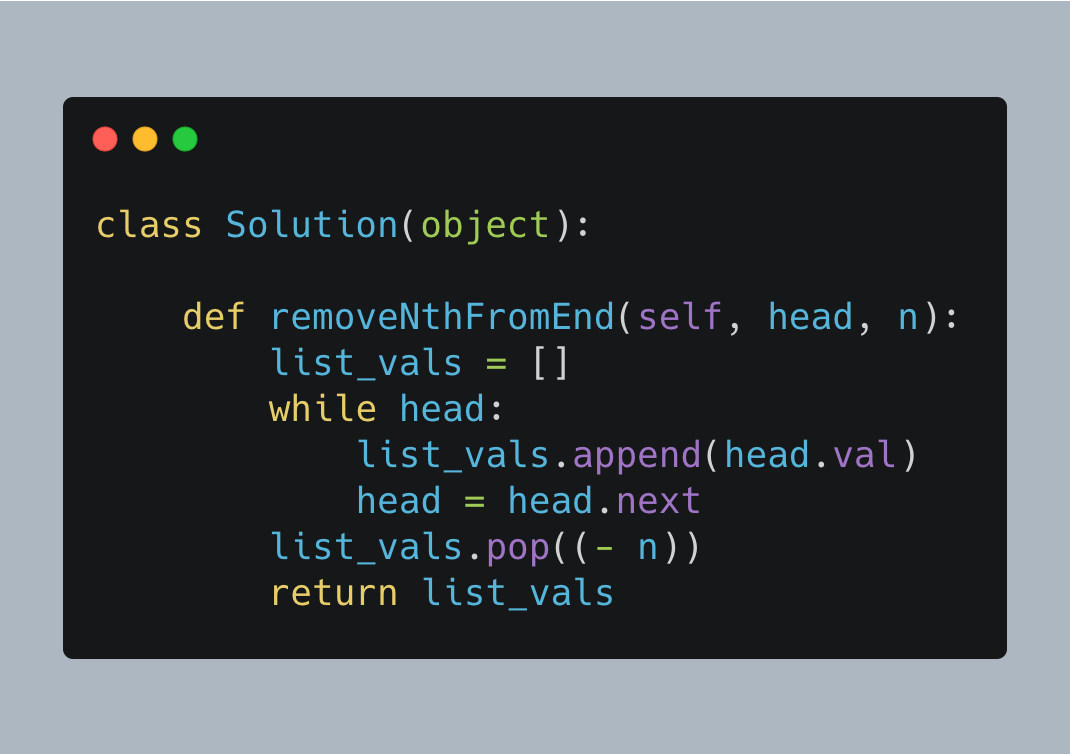 class Solution(object):
    def removeNthFromEnd(self, head, n):
        list_vals = []
        while head:
            list_vals.append(head.val)
            head = head.next
        list_vals.pop((- n))
        return list_vals